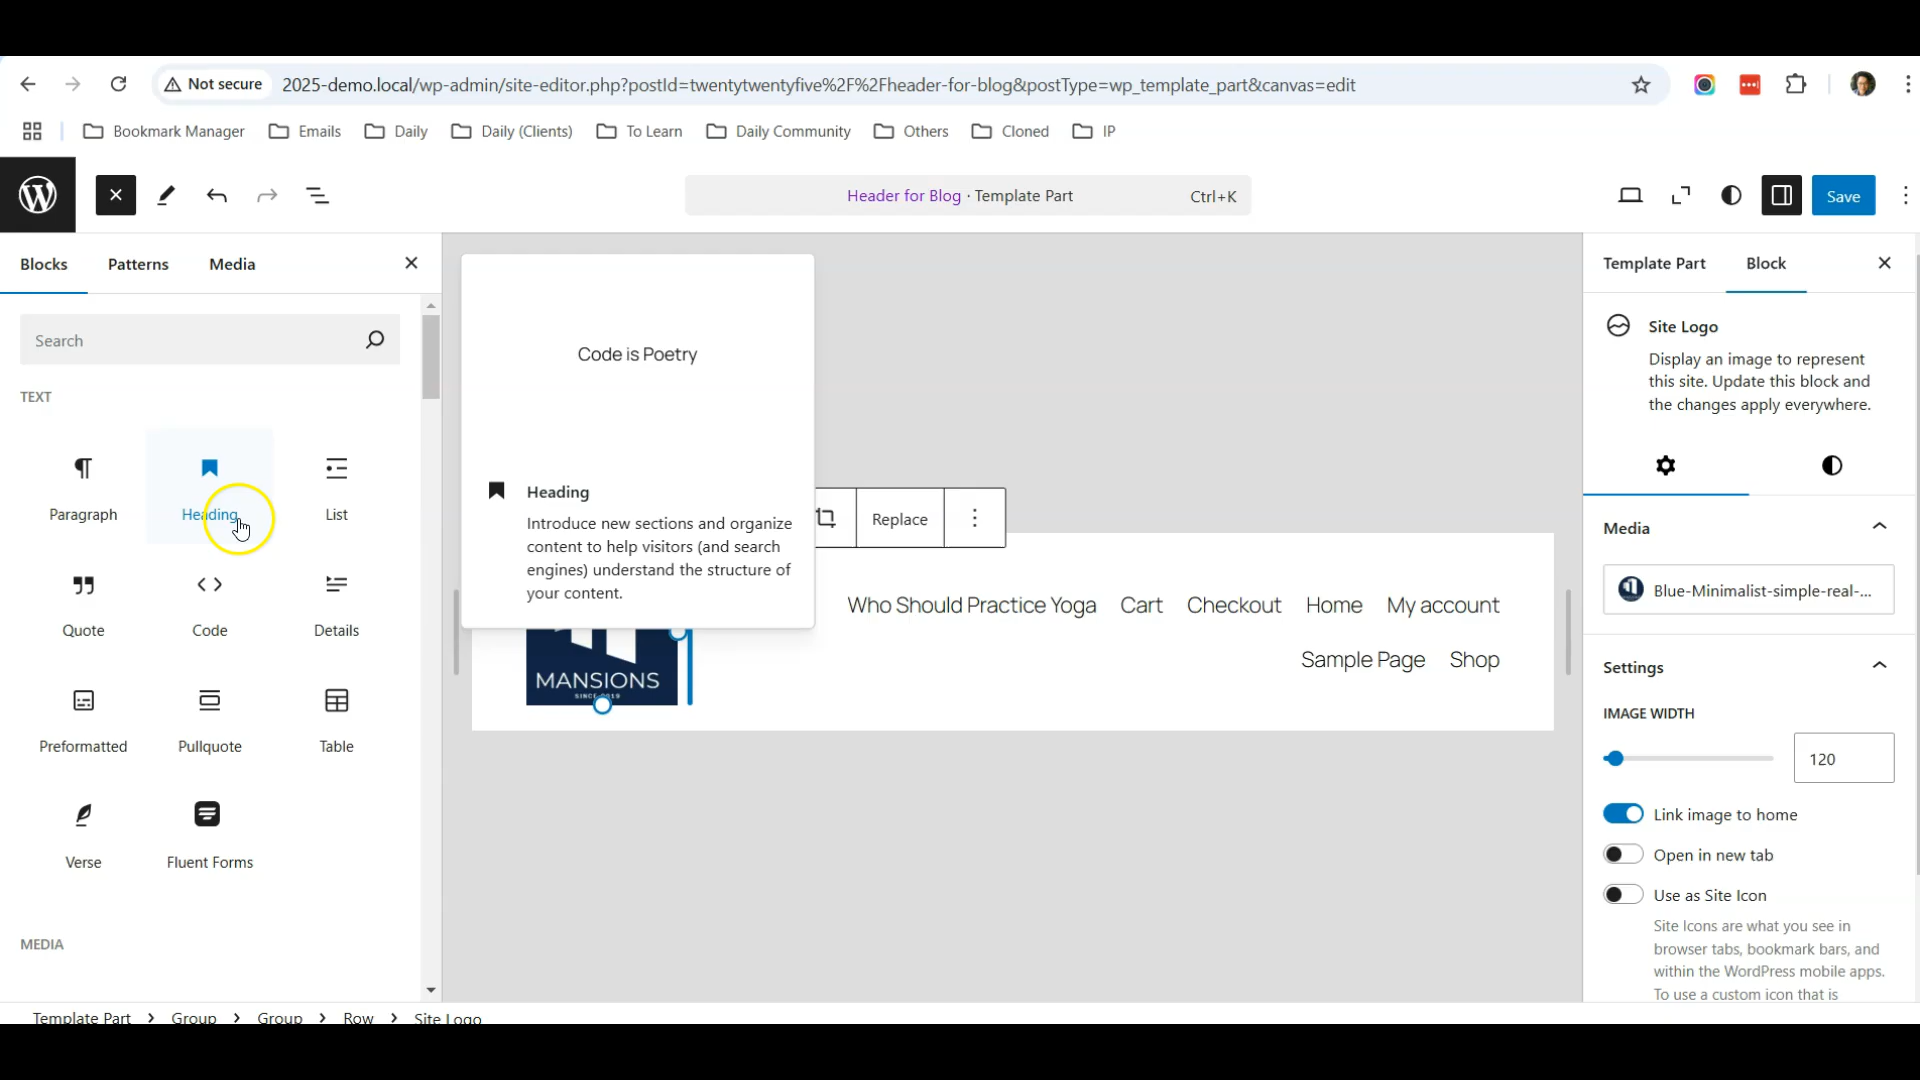 Not secure
2025-demo.local/wp-admin/site-editor.php?postId=twentytwentyfive%2F%2Fheader-for-blog&postType=wp_template_part&canvas=edit
Bookmark Manager
Emails
Daily
Daily (Clients)
To Learn
Daily Community
Others
Cloned
IP
Header for Blog · Template Part
Ctrl+K
Save
Blocks
Patterns
Media
Search
TEXT
Paragraph
Heading
List
Quote
Code
Details
Preformatted
Pullquote
Table
Verse
Fluent Forms
MEDIA
Code is Poetry
Heading
Introduce new sections and organize
content to help visitors (and search
engines) understand the structure of
your content.
Replace
Who Should Practice Yoga
Cart
Checkout
Home
My account
Sample Page
Shop
MANSIONS
SINCE 2019
Template Part
Block
Site Logo
Display an image to represent
this site. Update this block and
the changes apply everywhere.
Media
Blue-Minimalist-simple-real-...
Settings
IMAGE WIDTH
120
Link image to home
Open in new tab
Use as Site Icon
Site Icons are what you see in
browser tabs, bookmark bars, and
within the WordPress mobile apps.
To use a custom icon that is
Template Part > Group > Group > Row > Site Logo